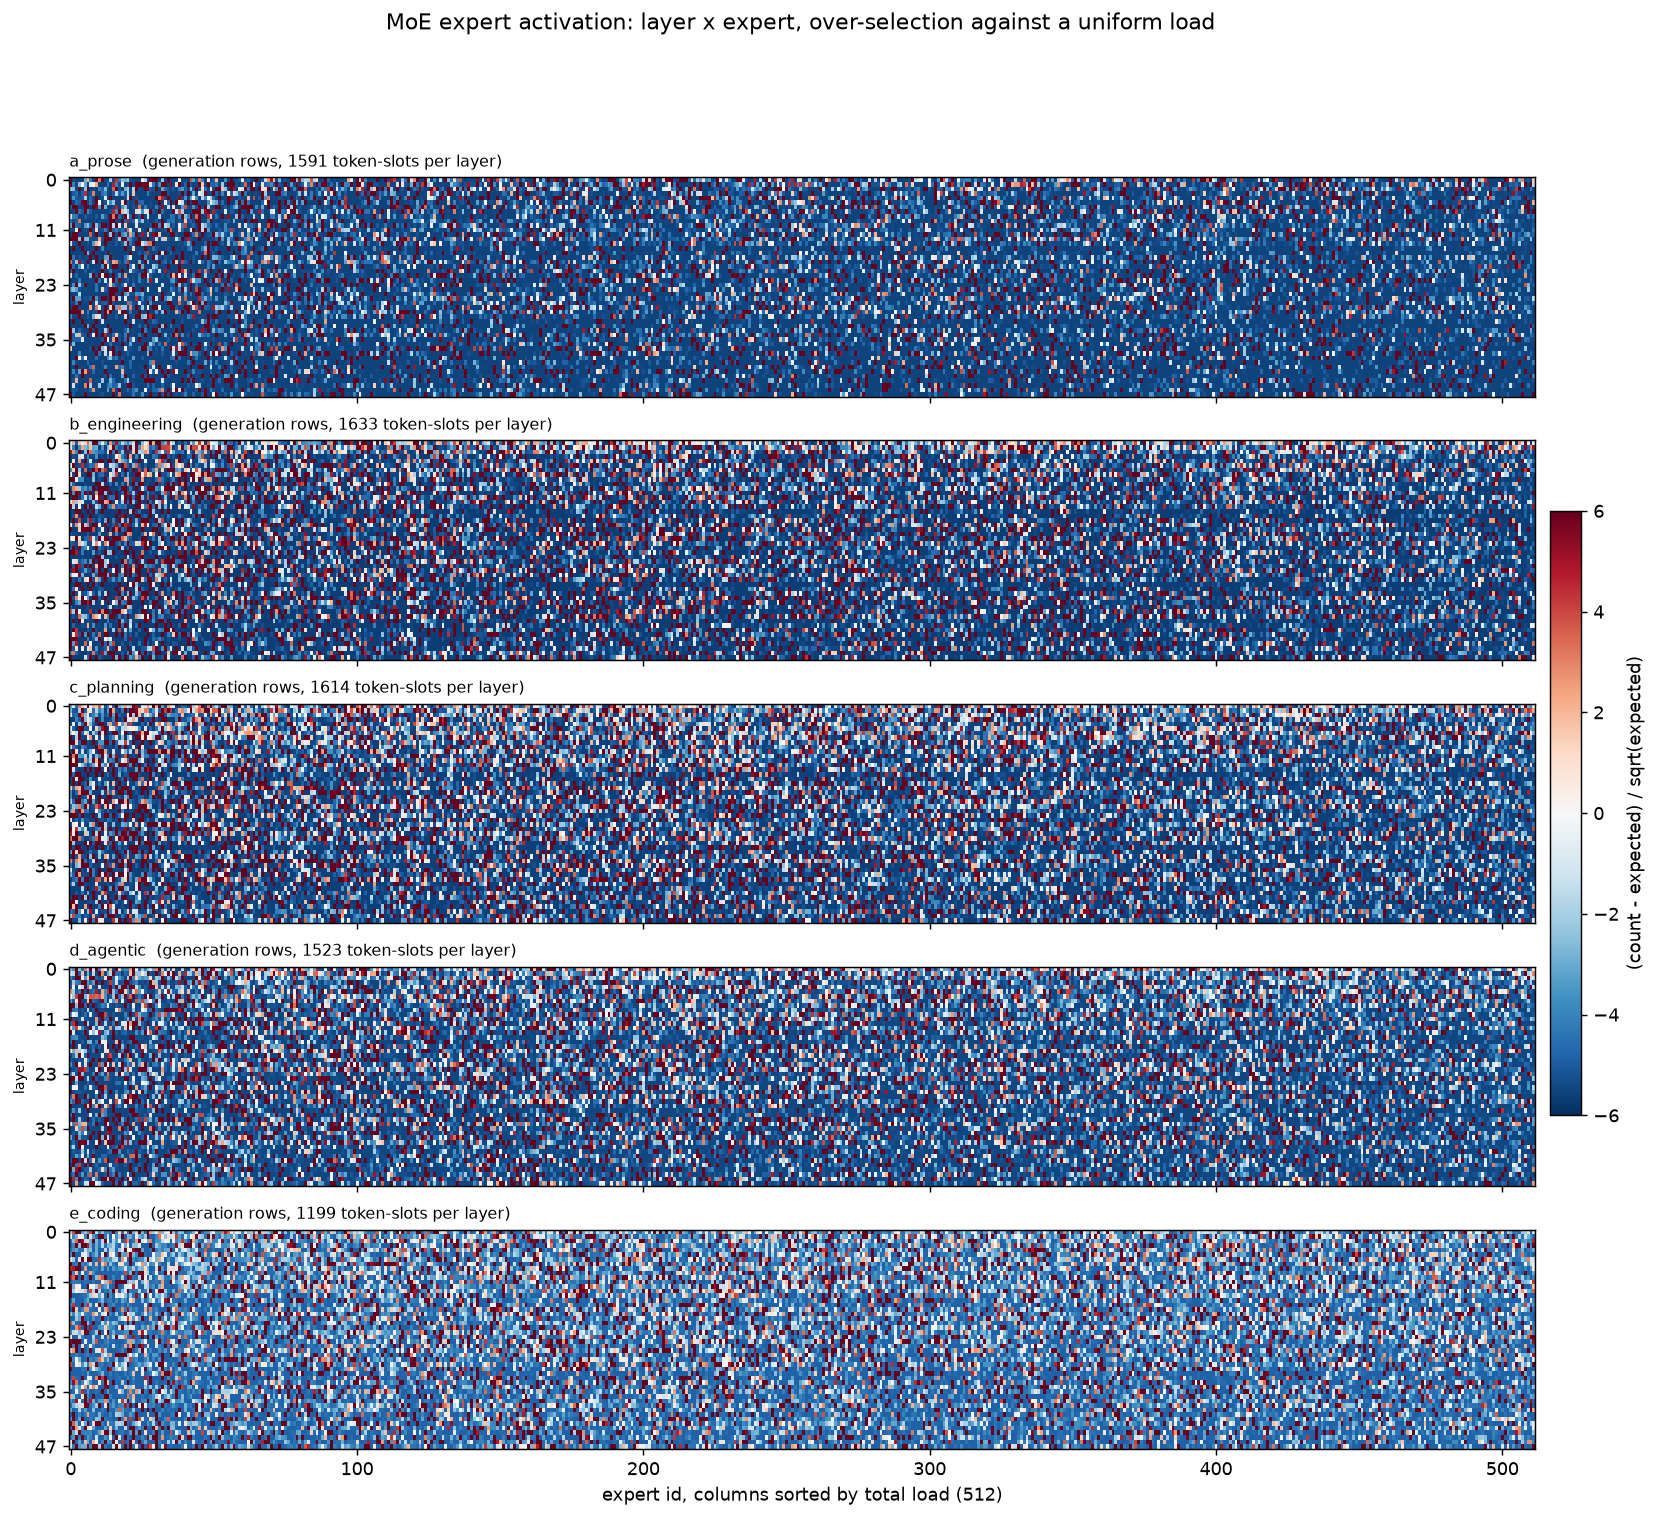 MoE expert activation: layer x expert, over-selection against a uniform load
a_prose (generation rows, 1591 token-slots per layer)
0
11
23
35
47
layer
b_engineering (generation rows, 1633 token-slots per layer)
0
11
23
35
47
layer
c_planning (generation rows, 1614 token-slots per layer)
0
11
23
35
47
layer
d_agentic (generation rows, 1523 token-slots per layer)
0
11
23
35
47
layer
e_coding (generation rows, 1199 token-slots per layer)
0
11
23
35
47
layer
0 100 200 300 400 500
expert id, columns sorted by total load (512)
6
4
2
0
−2
−4
−6
(count - expected) / sqrt(expected)